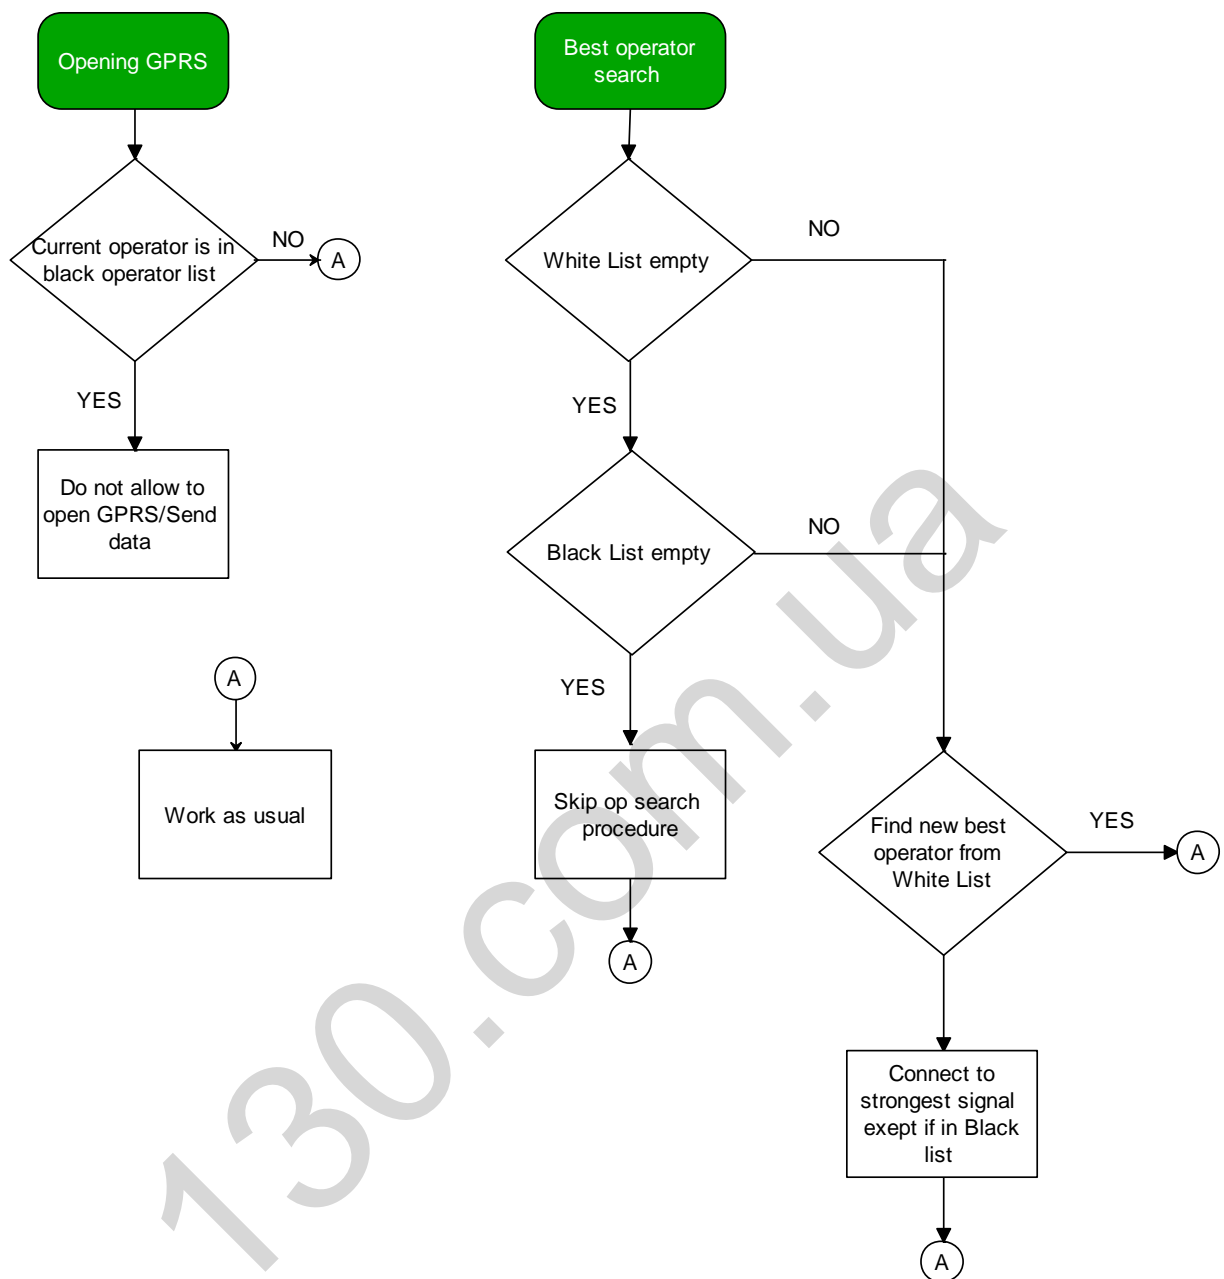 Opening GPRS
Current operator is in
black operator list
NO
A
YES
Do not allow to
open GPRS/Send
data
A
Work as usual
Best operator
search
White List empty
NO
YES
Black List empty
NO
YES
Skip op search
procedure
A
Find new best
operator from
White List
YES
A
Connect to
strongest signal
exept if in Black
list
A
130.com.ua